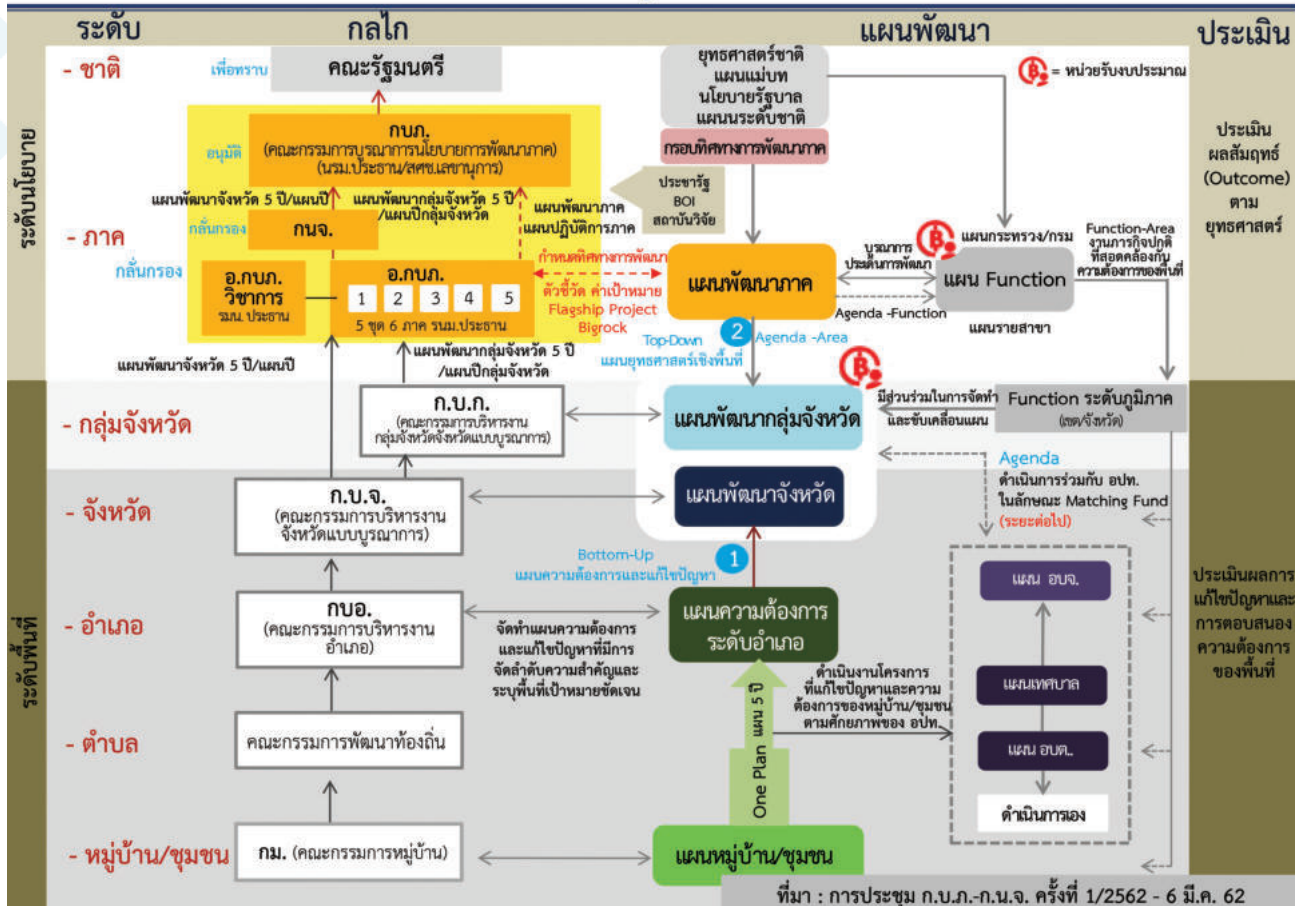 ระดับ
กลไก
แผนพัฒนา
ประเมิน
ระดับนโยบาย
- ชาติ
เพื่อทราบ
คณะรัฐมนตรี
ยุทธศาสตร์ชาติ
แผนแม่บท
นโยบายรัฐบาล
แผนนระดับชาติ
= หน่วยรับงบประมาณ
กรอบทิศทางการพัฒนาภาค
อนุมัติ
กบภ.
(คณะกรรมการบูรณาการนโยบายการพัฒนาภาค)
(นรม.ประธาน/สศช.เลขานุการ)
ประชารัฐ
BOI
สถาบันวิจัย
ประเมิน
ผลสัมฤทธ์
(Outcome)
ตาม
ยุทธศาสตร์
แผนพัฒนาจังหวัด 5 ปี/แผนปี
แผนพัฒนากลุ่มจังหวัด 5 ปี
/แผนปีกลุ่มจังหวัด
แผนพัฒนาภาค
แผนปฏิบัติการภาค
- ภาค
กลั่นกรอง
กนจ.
กลั่นกรอง
อ.กบภ.
วิชาการ
รมน. ประธาน
อ.กบภ.
1 2 3 4 5
5 ชุด 6 ภาค รนม.ประธาน
กำหนดทิศทางการพัฒนา
ตัวชี้วัด ค่าเป้าหมาย
Flagship Project
Bigrock
แผนพัฒนาภาค
บูรณาการ
ประเด็นการพัฒนา
Agenda -Function
แผนกระทรวง/กรม
แผน Function
แผนรายสาขา
Function-Area
งานภารกิจปกติ
ที่สอดคล้องกับ
ความต้องการของพื้นที่
แผนพัฒนาจังหวัด 5 ปี/แผนปี
แผนพัฒนากลุ่มจังหวัด 5 ปี
/แผนปีกลุ่มจังหวัด
Top-Down
แผนยุทธศาสตร์เชิงพื้นที่
2
Agenda -Area
ระดับพื้นที่
- กลุ่มจังหวัด
ก.บ.ก.
(คณะกรรมการบริหารงาน
กลุ่มจังหวัดจังหวัดแบบบูรณาการ)
แผนพัฒนากลุ่มจังหวัด
มีส่วนร่วมในการจัดทำ
และขับเคลื่อนแผน
Function ระดับภูมิภาค
(เขต/จังหวัด)
- จังหวัด
ก.บ.จ.
(คณะกรรมการบริหารงาน
จังหวัดแบบบูรณาการ)
แผนพัฒนาจังหวัด
Agenda
ดำเนินการร่วมกับ อปท.
ในลักษณะ Matching Fund
(ระยะต่อไป)
Bottom-Up
แผนความต้องการและแก้ไขปัญหา
1
- อำเภอ
กบอ.
(คณะกรรมการบริหารงาน
อำเภอ)
จัดทำแผนความต้องการ
และแก้ไขปัญหาที่มีการ
จัดลำดับความสำคัญและ
ระบุพื้นที่เป้าหมายชัดเจน
แผนความต้องการ
ระดับอำเภอ
One Plan แผน 5 ปี
ดำเนินงานโครงการ
ที่แก้ไขปัญหาและความ
ต้องการของหมู่บ้าน/ชุมชน
ตามศักยภาพของ อปท.
แผน อบจ.
แผนเทศบาล
แผน อบต..
ดำเนินการเอง
ประเมินผลการ
แก้ไขปัญหาและ
การตอบสนอง
ความต้องการ
ของพื้นที่
- ตำบล
คณะกรรมการพัฒนาท้องถิ่น
- หมู่บ้าน/ชุมชน
กม. (คณะกรรมการหมู่บ้าน)
แผนหมู่บ้าน/ชุมชน
ที่มา : การประชุม ก.บ.ภ.-ก.น.จ. ครั้งที่ 1/2562 - 6 มี.ค. 62